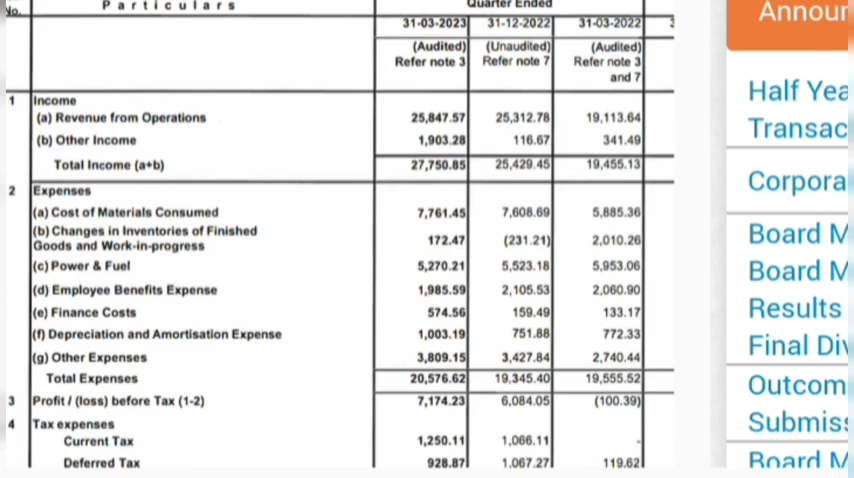 No.
Particulars
Quarter Ended
31-03-2023 31-12-2022 31-03-2022
(Audited) (Unaudited) (Audited)
Refer note 3 Refer note 7 Refer note 3
and 7
1 Income
(a) Revenue from Operations 25,847.57 25,312.78 19,113.64
(b) Other Income 1,903.28 116.67 341.49
Total Income (a+b) 27,750.85 25,429.45 19,455.13
2 Expenses
(a) Cost of Materials Consumed 7,761.45 7,608.69 5,885.36
(b) Changes in Inventories of Finished
Goods and Work-in-progress 172.47 (231.21) 2,010.26
(c) Power & Fuel 5,270.21 5,523.18 5,953.06
(d) Employee Benefits Expense 1,985.59 2,105.53 2,060.90
(e) Finance Costs 574.56 159.49 133.17
(f) Depreciation and Amortisation Expense 1,003.19 751.88 772.33
(g) Other Expenses 3,809.15 3,427.84 2,740.44
Total Expenses 20,576.62 19,345.40 19,555.52
3 Profit / (loss) before Tax (1-2) 7,174.23 6,084.05 (100.39)
4 Tax expenses
Current Tax 1,250.11 1,066.11 -
Deferred Tax 928.87 1,067.27 119.62
Announ
Half Yea
Transac
Corpora
Board M
Board M
Results
Final Div
Outcom
Submiss
Board M